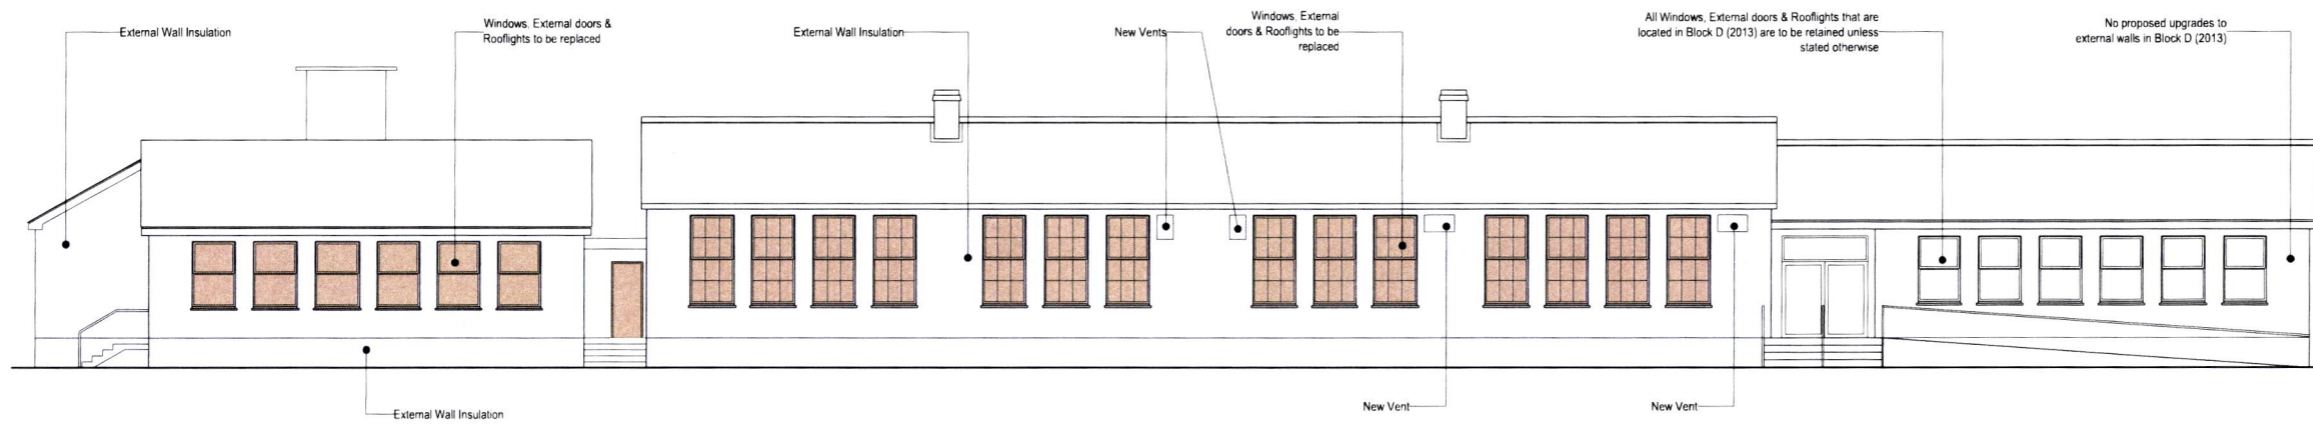 External Wall Insulation
Windows, External doors &
Rooflights to be replaced
External Wall Insulation
New Vents
Windows, External
doors & Rooflights to be
replaced
All Windows, External doors & Rooflights that are
located in Block D (2013) are to be retained unless
stated otherwise
No proposed upgrades to
external walls in Block D (2013)
External Wall Insulation
New Vent
New Vent